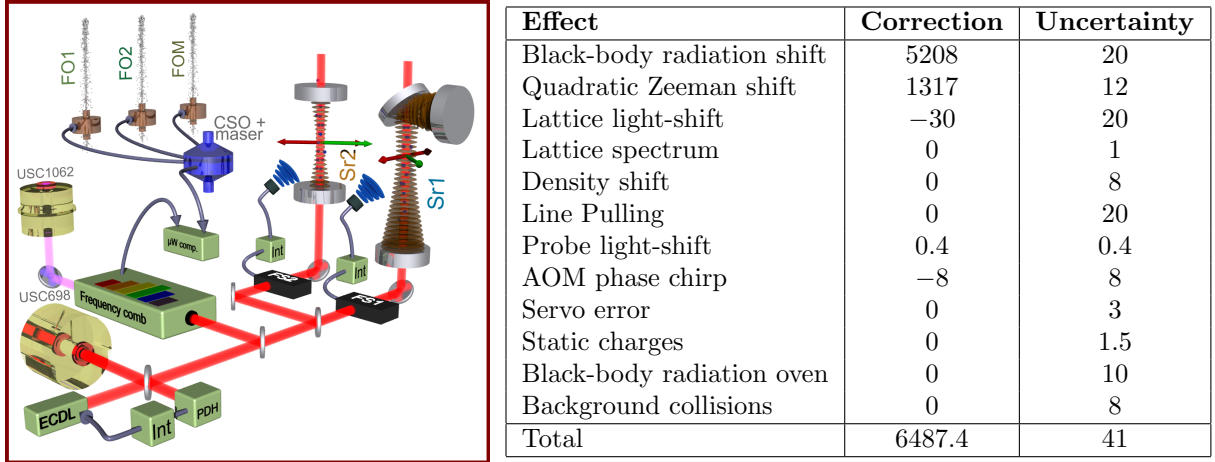 FO1
FO2
FOM
CSO +
maser
USC1062
Sr2
Sr1
Int
µW comp.
Int
FS2
FS1
USC698
Frequency comb
ECDL
Int
PDH
Effect Correction Uncertainty
Black-body radiation shift 5208 20
Quadratic Zeeman shift 1317 12
Lattice light-shift −30 20
Lattice spectrum 0 1
Density shift 0 8
Line Pulling 0 20
Probe light-shift 0.4 0.4
AOM phase chirp −8 8
Servo error 0 3
Static charges 0 1.5
Black-body radiation oven 0 10
Background collisions 0 8
Total 6487.4 41